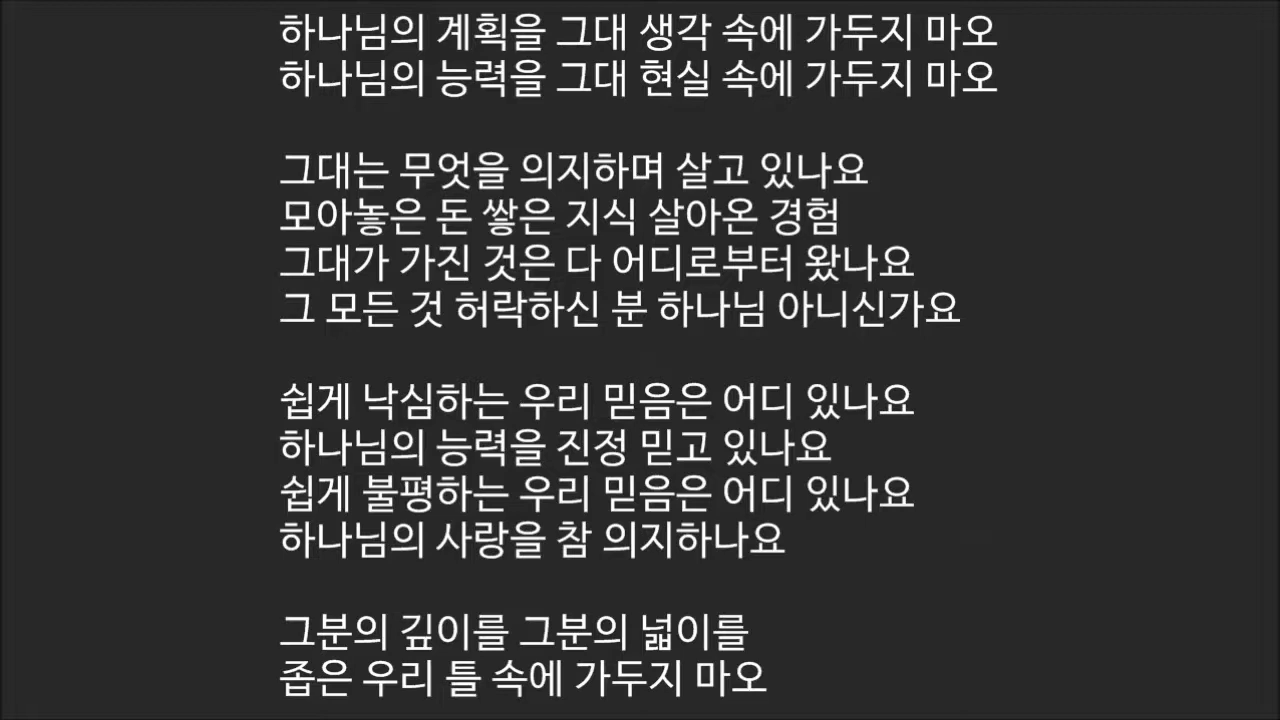 하나님의 계획을 그대 생각 속에 가두지 마오
하나님의 능력을 그대 현실 속에 가두지 마오
그대는 무엇을 의지하며 살고 있나요
모아놓은 돈 쌓은 지식 살아온 경험
그대가 가진 것은 다 어디로부터 왔나요
그 모든 것 허락하신 분 하나님 아니신가요
쉽게 낙심하는 우리 믿음은 어디 있나요
하나님의 능력을 진정 믿고 있나요
쉽게 불평하는 우리 믿음은 어디 있나요
하나님의 사랑을 참 의지하나요
그분의 깊이를 그분의 넓이를
좁은 우리 틀 속에 가두지 마오